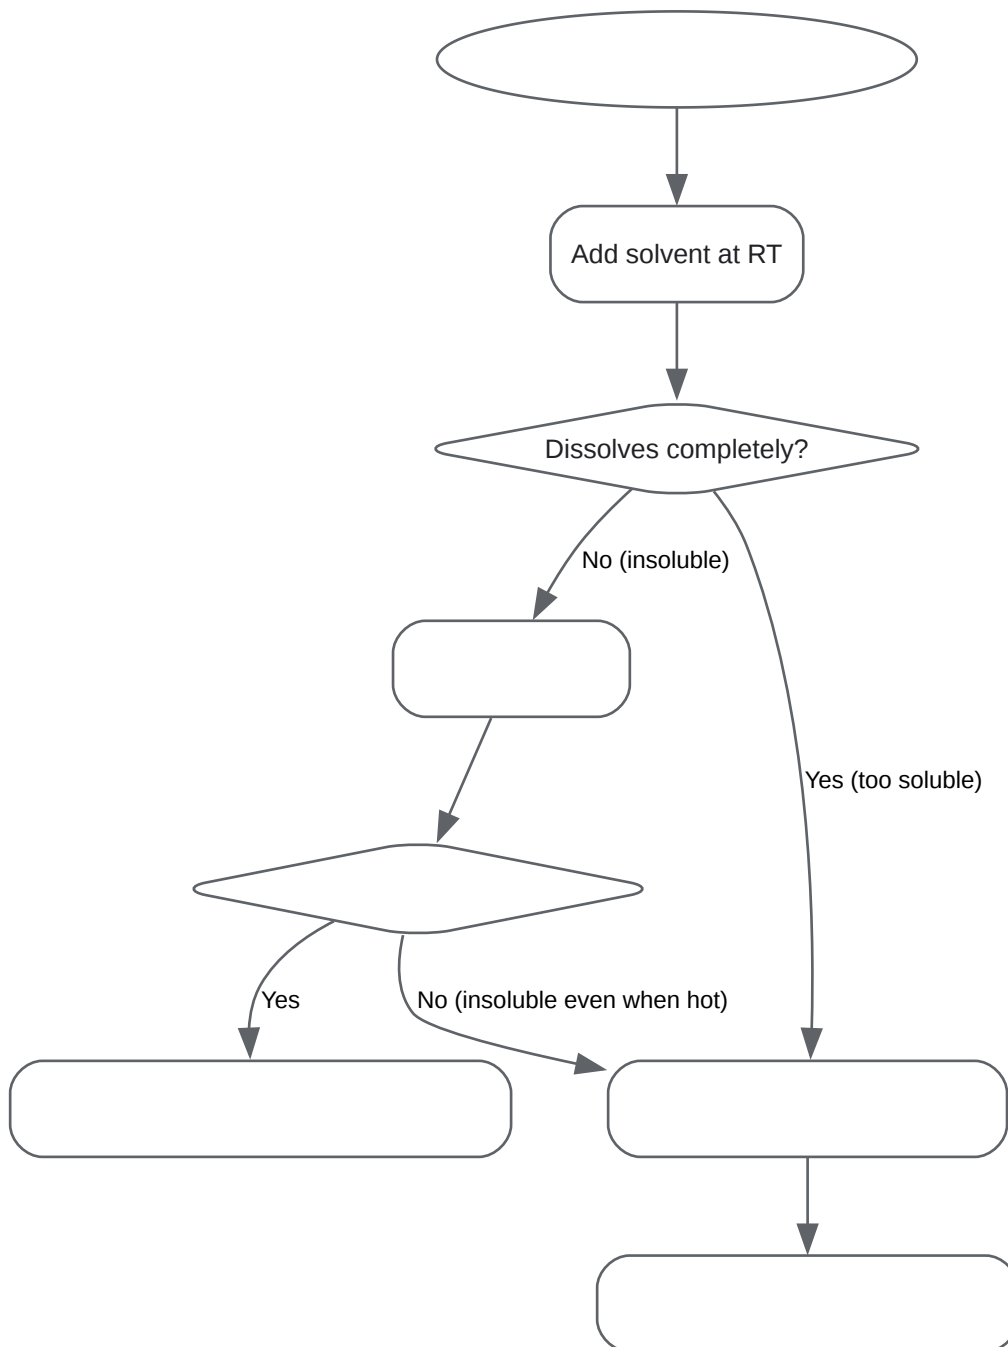 Add solvent at RT
Dissolves completely?
No (insoluble)
Yes (too soluble)
Yes
No (insoluble even when hot)